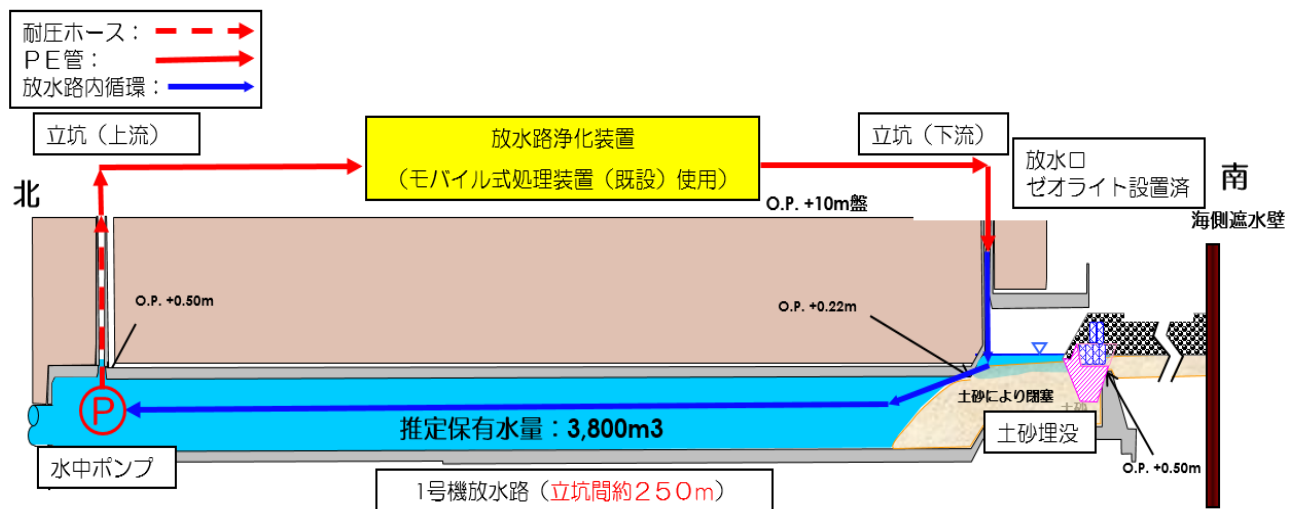 耐圧ホース：
ＰＥ管：
放水路内循環：
立坑（上流）
放水路浄化装置
（モバイル式処理装置（既設）使用）
立坑（下流）
放水口
ゼオライト設置済
北
南
O.P. +10m盤
海側遮水壁
O.P. +0.50m
O.P. +0.22m
P
推定保有水量：3,800m3
土砂により閉塞
土砂
土砂埋没
水中ポンプ
O.P. +0.50m
1号機放水路（立坑間約２５０ｍ）